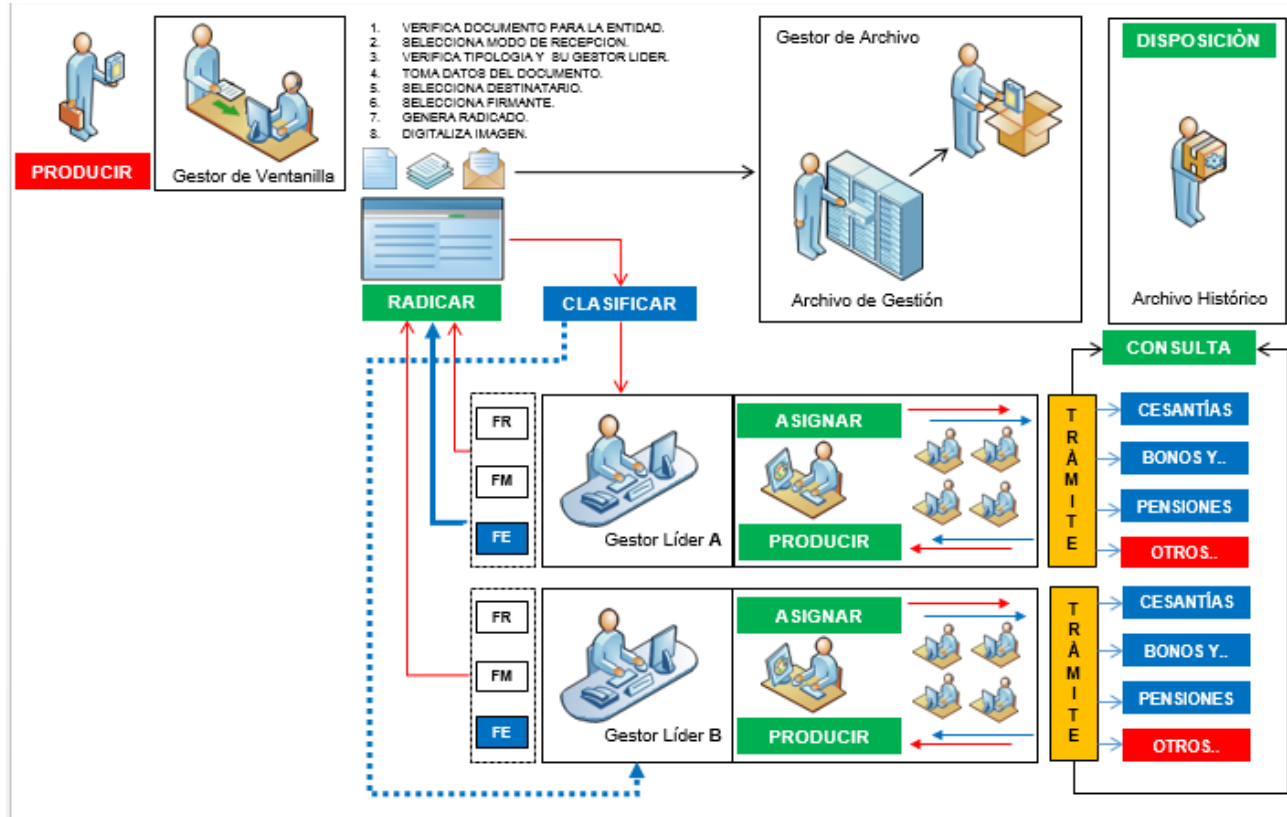 PRODUCIR
Gestor de Ventanilla
1. VERIFICA DOCUMENTO PARA LA ENTIDAD.
2. SELECCIONA MODO DE RECEPCION.
3. VERIFICA TIPOLOGIA Y SU GESTOR LIDER.
4. TOMA DATOS DEL DOCUMENTO.
5. SELECCIONA DESTINATARIO.
6. SELECCIONA FIRMANTE.
7. GENERA RADICADO.
8. DIGITALIZA IMAGEN.
Gestor de Archivo
Archivo de Gestión
DISPOSICIÒN
Archivo Histórico
RADICAR
CLASIFICAR
CONSULTA
FR
FM
FE
Gestor Líder A
ASIGNAR
PRODUCIR
TRÀMITE
CESANTÍAS
BONOS Y..
PENSIONES
OTROS..
FR
FM
FE
Gestor Líder B
ASIGNAR
PRODUCIR
TRÀMITE
CESANTÍAS
BONOS Y..
PENSIONES
OTROS..